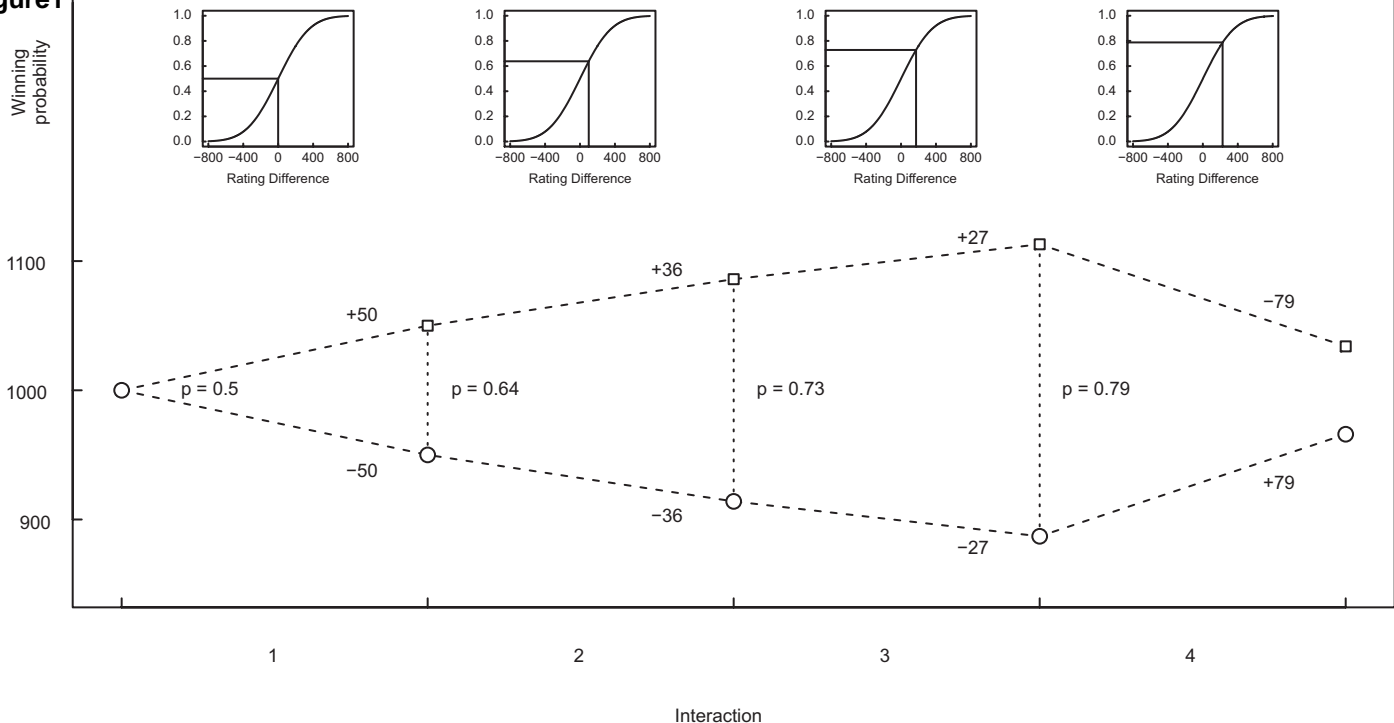 gure1
Winning
probability
1.0
0.8
0.6
0.4
0.2
0.0
−800 −400 0 400 800
Rating Difference
1.0
0.8
0.6
0.4
0.2
0.0
−800 −400 0 400 800
Rating Difference
1.0
0.8
0.6
0.4
0.2
0.0
−800 −400 0 400 800
Rating Difference
1.0
0.8
0.6
0.4
0.2
0.0
−800 −400 0 400 800
Rating Difference
1100
1000
900
+50
+36
+27
−79
p = 0.5
p = 0.64
p = 0.73
p = 0.79
−50
−36
−27
+79
1 2 3 4
Interaction